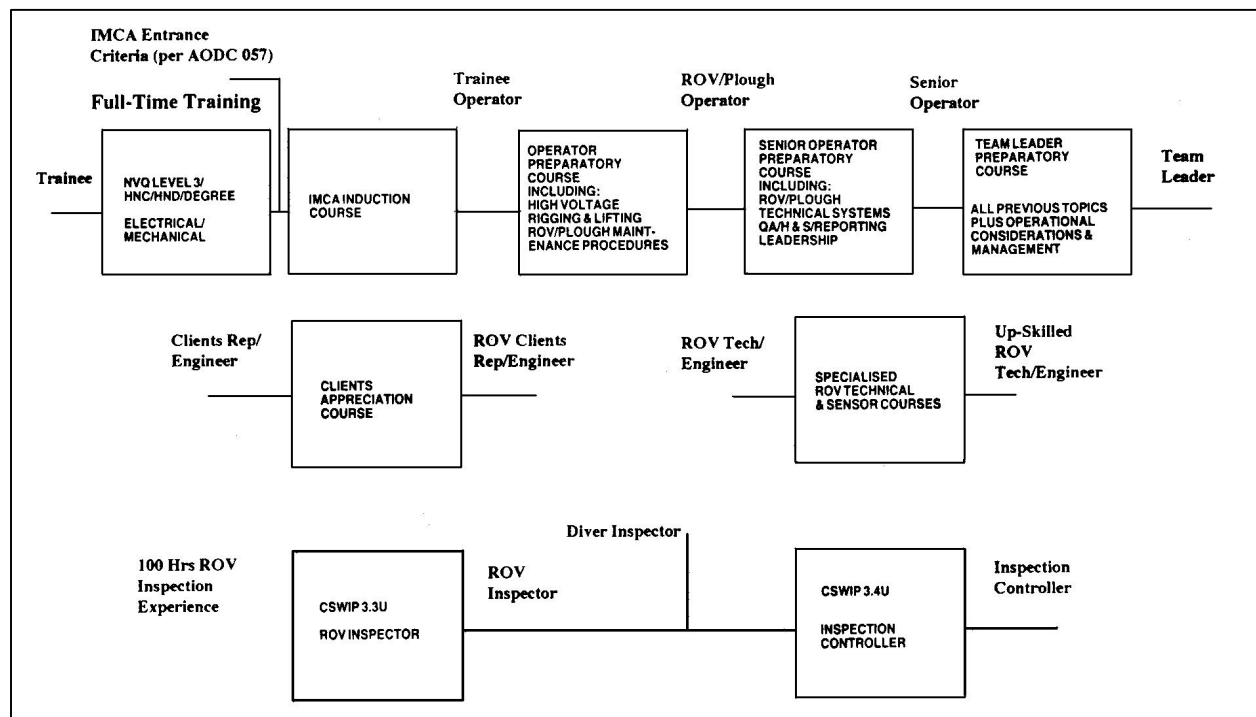 IMCA Entrance
Criteria (per AODC 057)
Full-Time Training
Trainee
Operator
ROV/Plough
Operator
Senior
Operator
Trainee
NVQ LEVEL 3/
HNC/HND/DEGREE
ELECTRICAL/
MECHANICAL
IMCA INDUCTION
COURSE
OPERATOR
PREPARATORY
COURSE
INCLUDING:
HIGH VOLTAGE
RIGGING & LIFTING
ROV/PLOUGH MAINT-
ENANCE PROCEDURES
SENIOR OPERATOR
PREPARATORY
COURSE
INCLUDING:
ROV/PLOUGH
TECHNICAL SYSTEMS
QA/H & S/REPORTING
LEADERSHIP
TEAM LEADER
PREPARATORY
COURSE
ALL PREVIOUS TOPICS
PLUS OPERATIONAL
CONSIDERATIONS &
MANAGEMENT
Team
Leader
Clients Rep/
Engineer
CLIENTS
APPRECIATION
COURSE
ROV Clients
Rep/Engineer
ROV Tech/
Engineer
SPECIALISED
ROV TECHNICAL
& SENSOR COURSES
Up-Skilled
ROV
Tech/Engineer
100 Hrs ROV
Inspection
Experience
CSWIP 3.3U
ROV INSPECTOR
ROV
Inspector
Diver Inspector
CSWIP 3.4U
INSPECTION
CONTROLLER
Inspection
Controller